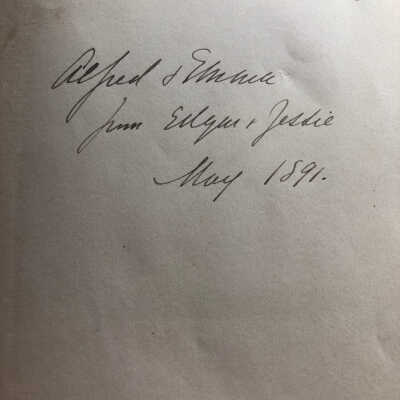 Alfred & Emma
from Edgar & Jessie
May 1891.